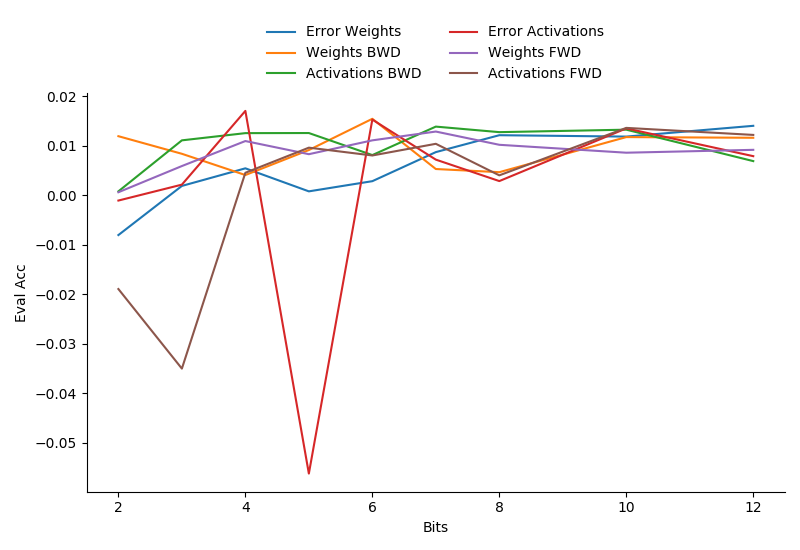 Error Weights
Weights BWD
Activations BWD
Error Activations
Weights FWD
Activations FWD
0.02
0.01
0.00
−0.01
−0.02
−0.03
−0.04
−0.05
Eval Acc
2 4 6 8 10 12
Bits